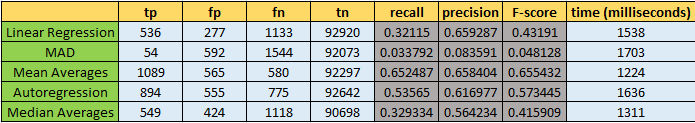 tp fp fn tn recall precision F-score time (milliseconds)
Linear Regression 536 277 1133 92920 0.32115 0.659287 0.43191 1538
MAD 54 592 1544 92073 0.033792 0.083591 0.048128 1703
Mean Averages 1089 565 580 92297 0.652487 0.658404 0.655432 1224
Autoregression 894 555 775 92642 0.53565 0.616977 0.573445 1636
Median Averages 549 424 1118 90698 0.329334 0.564234 0.415909 1311